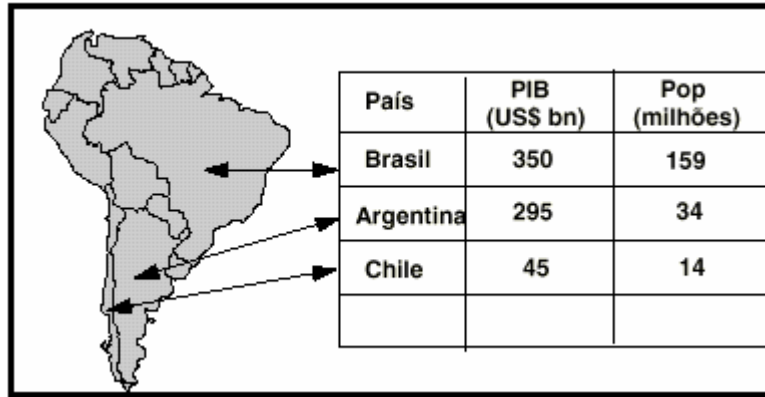 País PIB (US$ bn) Pop (milhões)
Brasil 350 159
Argentina 295 34
Chile 45 14